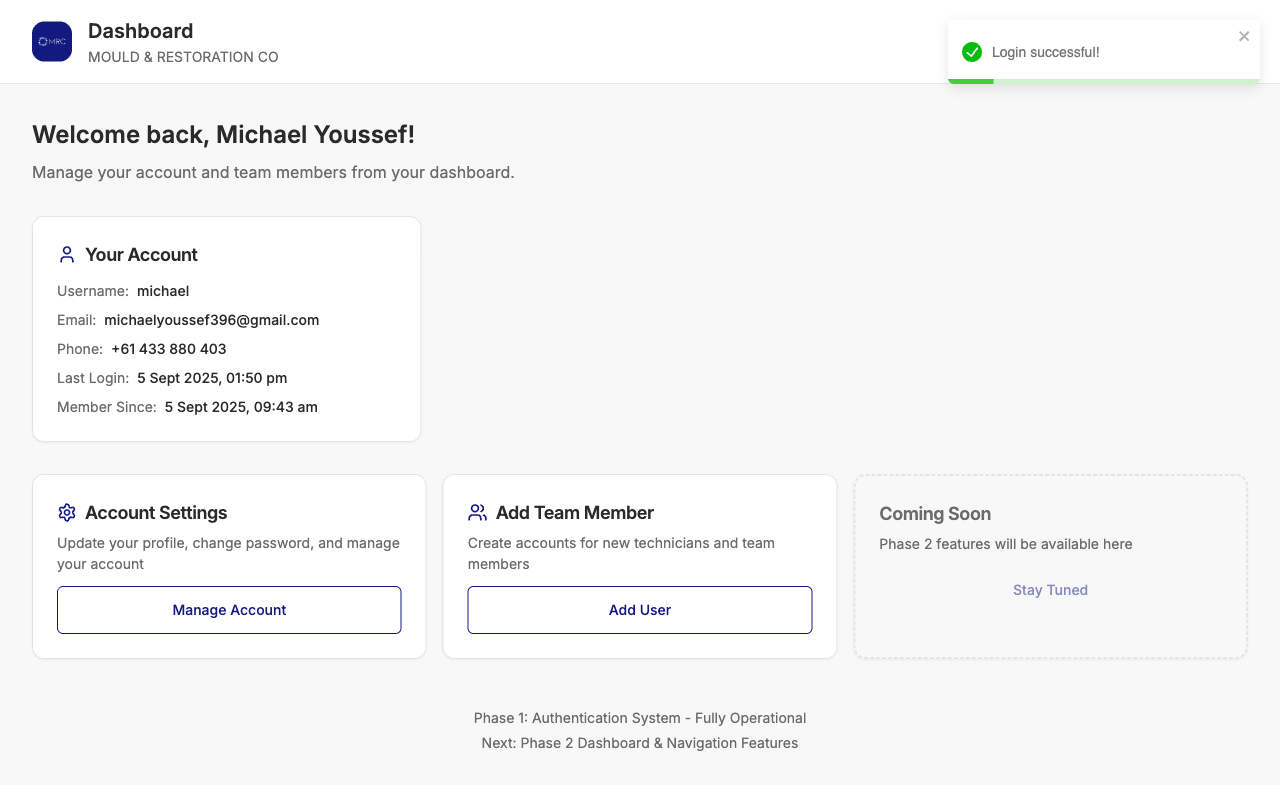 MRC
Dashboard
MOULD & RESTORATION CO
Login successful!
Welcome back, Michael Youssef!
Manage your account and team members from your dashboard.
Your Account
Username: michael
Email: michaelyoussef396@gmail.com
Phone: +61 433 880 403
Last Login: 5 Sept 2025, 01:50 pm
Member Since: 5 Sept 2025, 09:43 am
Account Settings
Update your profile, change password, and manage
your account
Manage Account
Add Team Member
Create accounts for new technicians and team
members
Add User
Coming Soon
Phase 2 features will be available here
Stay Tuned
Phase 1: Authentication System - Fully Operational
Next: Phase 2 Dashboard & Navigation Features